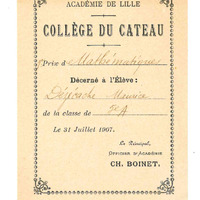 ACADÉMIE DE LILLE
COLLÈGE DU CATEAU
Prix d' Mathématiques
Décerné à l'Élève :
Maurice
de la classe de A
Le 31 Juillet 1907.
Le Principal,
OFFICIER D'ACADÉMIE
CH. BOINET.